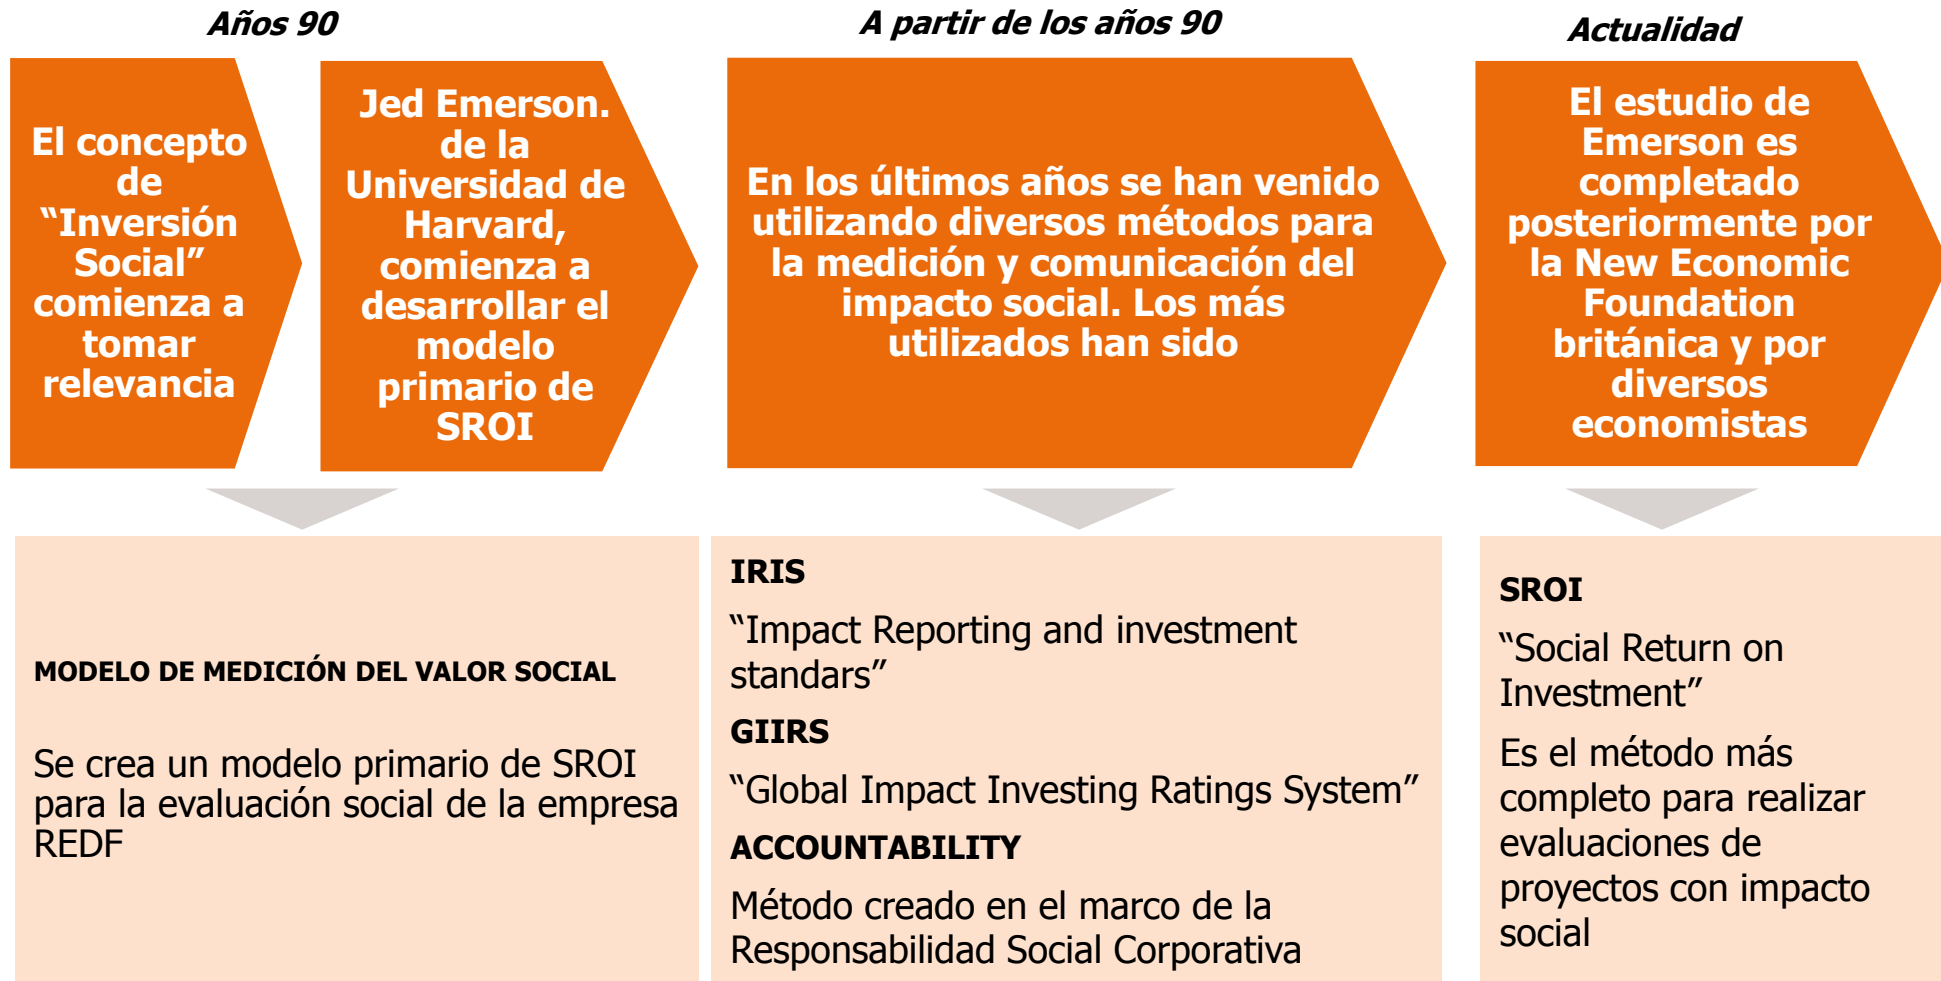 Años 90
El concepto
de
“Inversión
Social”
comienza a
tomar
relevancia
Jed Emerson.
de la
Universidad de
Harvard,
comienza a
desarrollar el
modelo
primario de
SROI
MODELO DE MEDICIÓN DEL VALOR SOCIAL
Se crea un modelo primario de SROI
para la evaluación social de la empresa
REDF
A partir de los años 90
En los últimos años se han venido
utilizando diversos métodos para
la medición y comunicación del
impacto social. Los más
utilizados han sido
IRIS
“Impact Reporting and investment
standars”
GIIRS
“Global Impact Investing Ratings System”
ACCOUNTABILITY
Método creado en el marco de la
Responsabilidad Social Corporativa
Actualidad
El estudio de
Emerson es
completado
posteriormente por
la New Economic
Foundation
británica y por
diversos
economistas
SROI
“Social Return on
Investment”
Es el método más
completo para realizar
evaluaciones de
proyectos con impacto
social